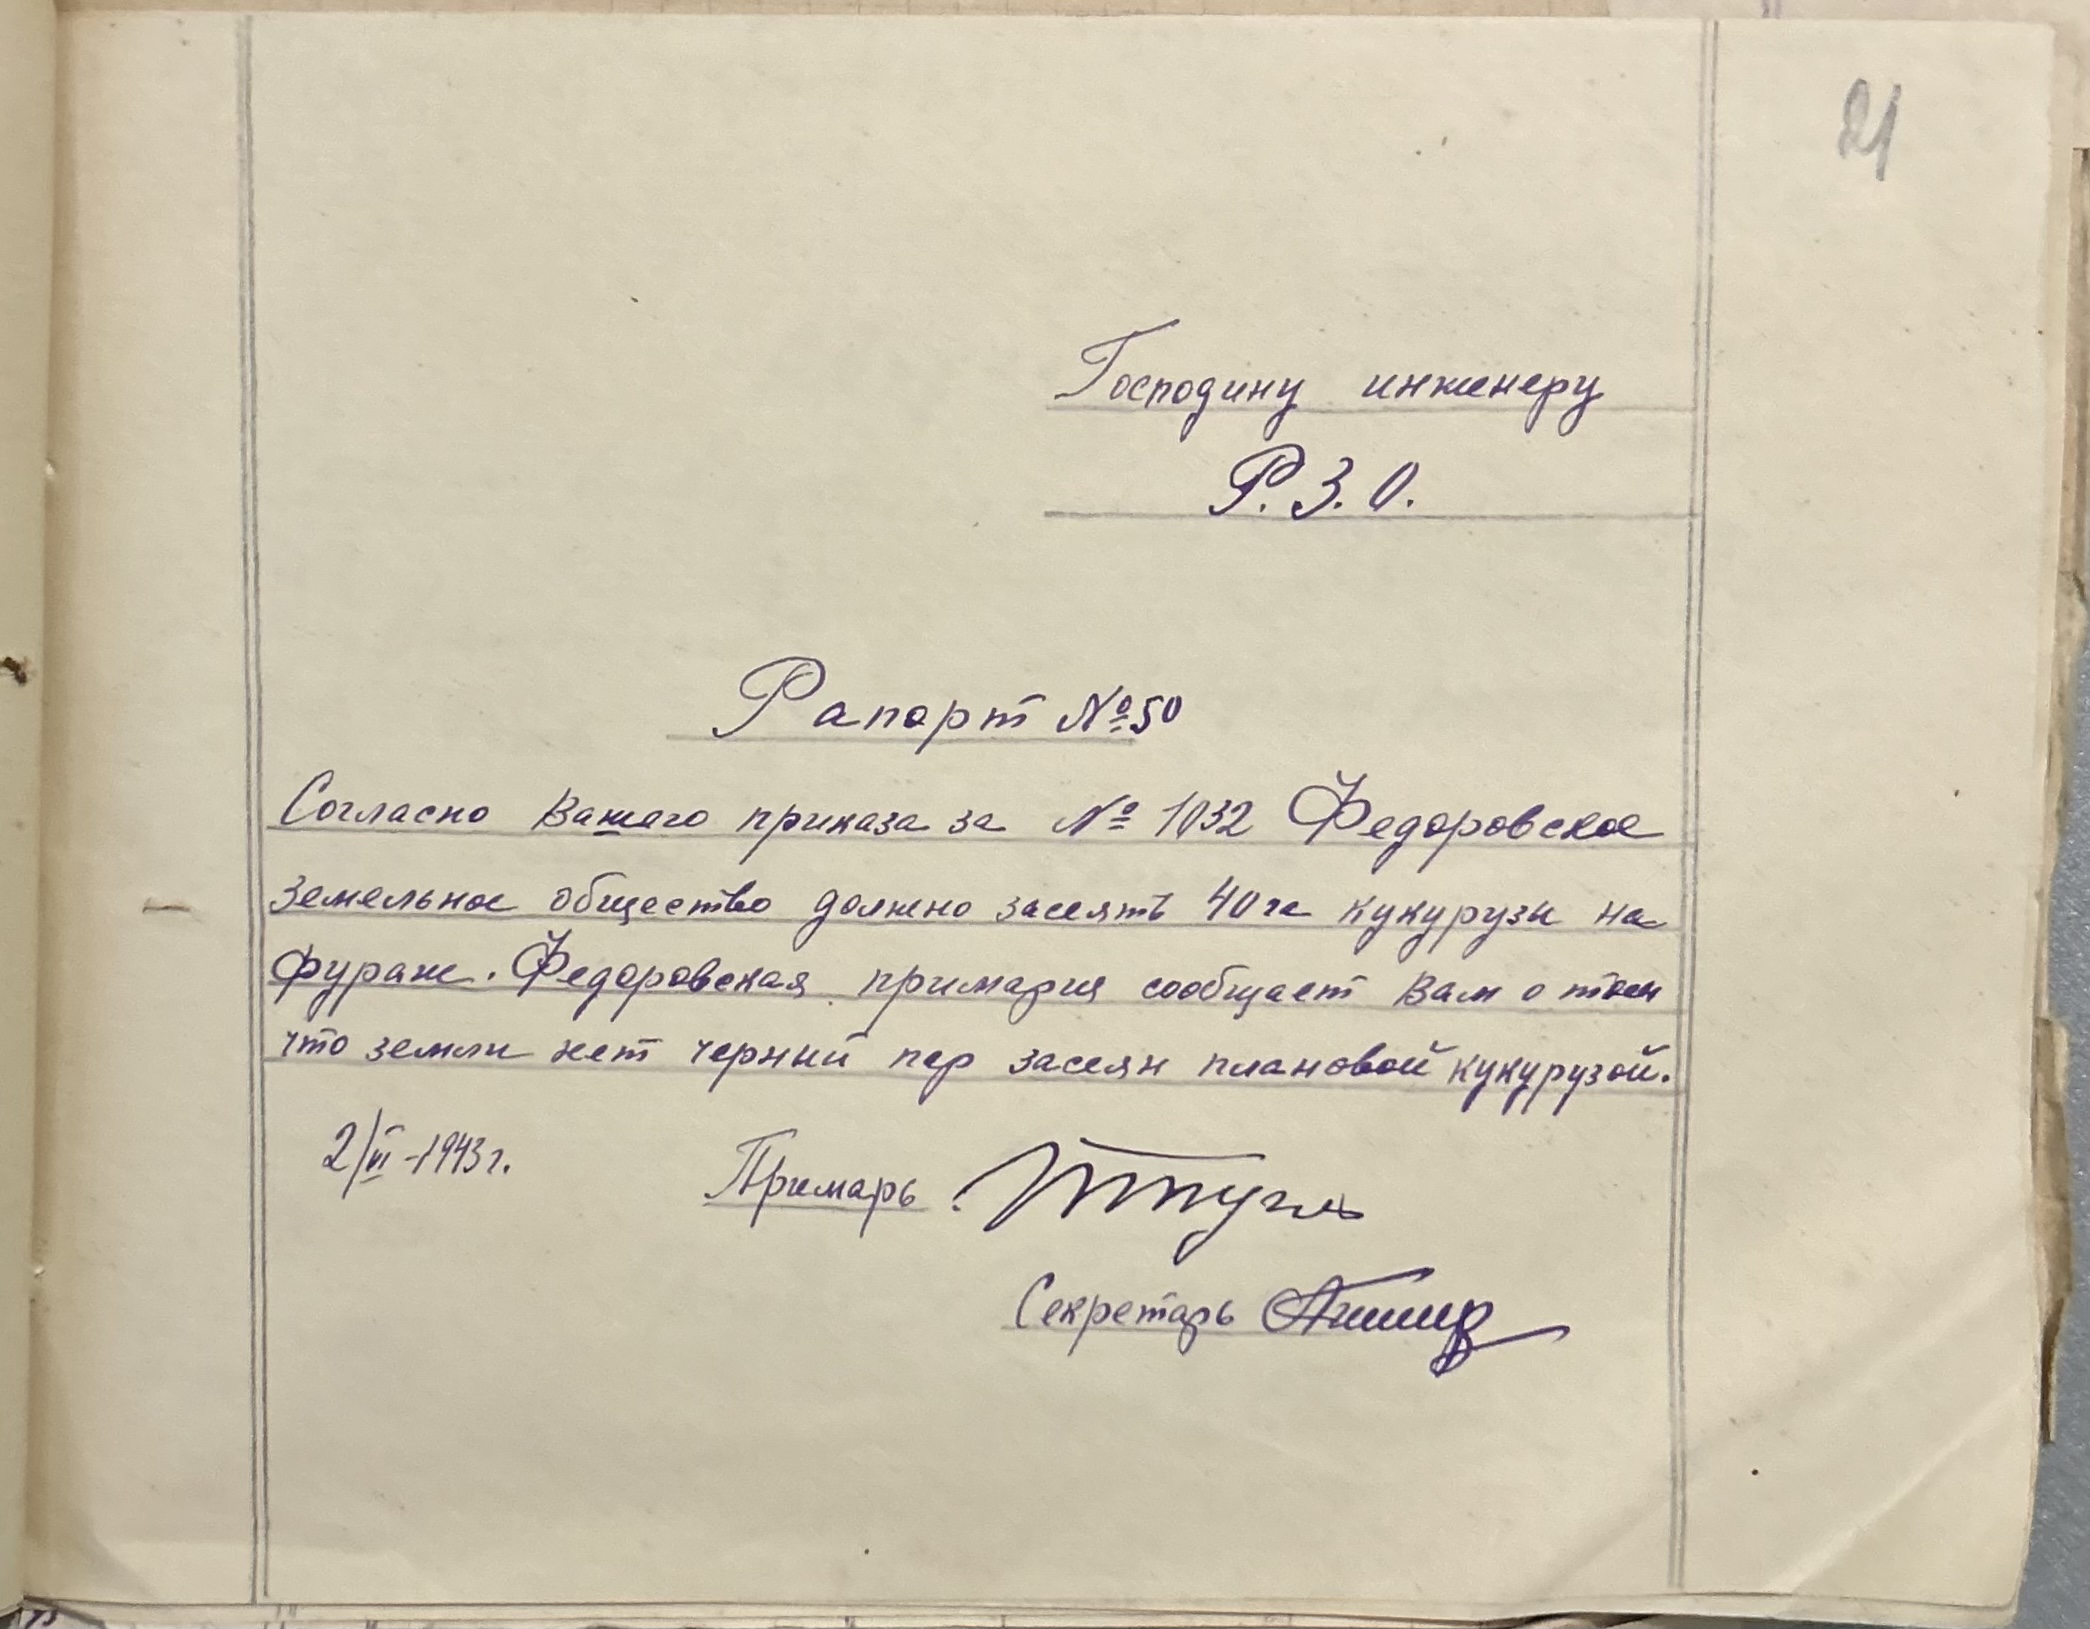 21
Господину инженеру
Р.З.О.
Рапорт № 50
Согласно Вашего приказа за № 1032 Федоровское
земельное общество должно засеять 40 га кукурузы на
фураж. Федоровская примария сообщает Вам о том
что земли нет черный пар засеян плановой кукурузой.
2/VI-1943 г.
Примарь
Секретарь